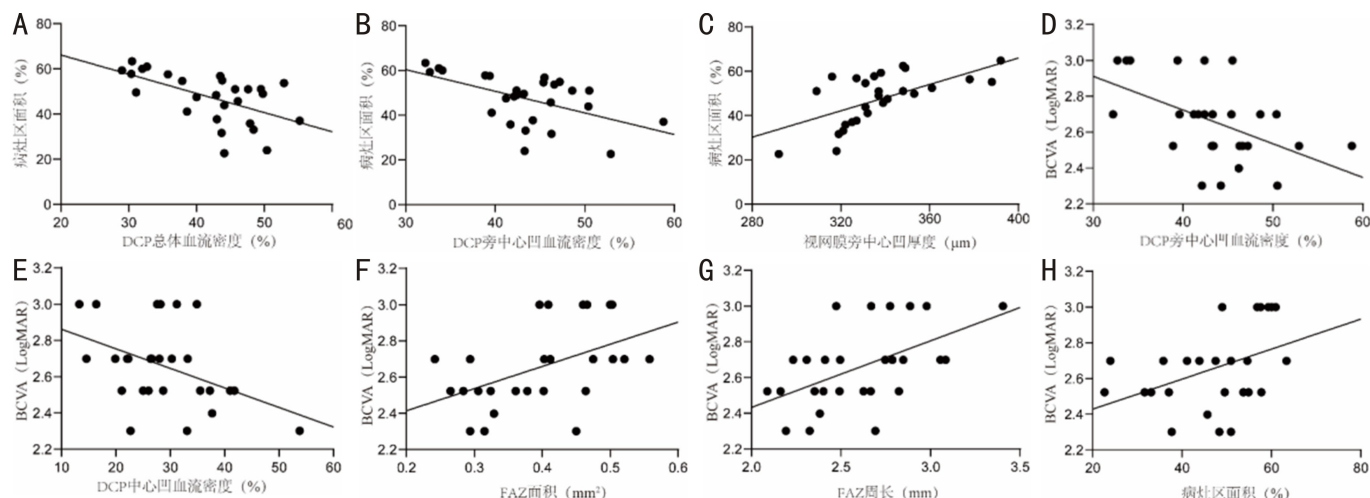 A
病灶区面积 (%)
80
60
40
20
0
20 30 40 50 60
DCP总体血流密度 (%)
B
病灶区面积 (%)
80
60
40
20
0
30 40 50 60
DCP旁中心凹血流密度 (%)
C
病灶区面积 (%)
80
60
40
20
0
280 320 360 400
视网膜旁中心凹厚度 (μm)
D
BCVA (LogMAR)
3.2
3.0
2.8
2.6
2.4
2.2
30 40 50 60
DCP旁中心凹血流密度 (%)
E
BCVA (LogMAR)
3.2
3.0
2.8
2.6
2.4
2.2
10 20 30 40 50 60
DCP中心凹血流密度 (%)
F
BCVA (LogMAR)
3.2
3.0
2.8
2.6
2.4
2.2
0.2 0.3 0.4 0.5 0.6
FAZ面积 (mm²)
G
BCVA (LogMAR)
3.2
3.0
2.8
2.6
2.4
2.2
2.0 2.5 3.0 3.5
FAZ周长 (mm)
H
BCVA (LogMAR)
3.2
3.0
2.8
2.6
2.4
2.2
20 40 60 80
病灶区面积 (%)